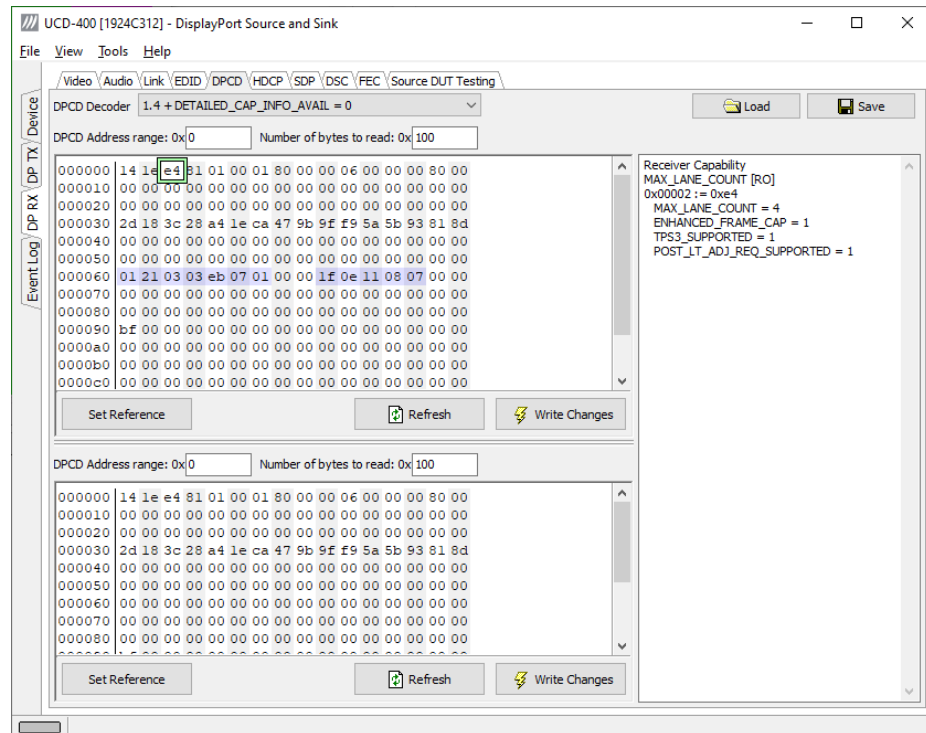 UCD-400 [1924C312] - DisplayPort Source and Sink
File View Tools Help
Video Audio Link EDID DPCD HDCP SDP DSC FEC Source DUT Testing
Device
DP TX
DP RX
Event Log
DPCD Decoder 1.4 + DETAILED_CAP_INFO_AVAIL = 0
Load Save
DPCD Address range: 0x 0 Number of bytes to read: 0x 100
000000 14 1e e4 81 01 00 01 80 00 00 06 00 00 00 80 00
000010 00 00 00 00 00 00 00 00 00 00 00 00 00 00 00 00
000020 00 00 00 00 00 00 00 00 00 00 00 00 00 00 00 00
000030 2d 18 3c 28 a4 1e ca 47 9b 9f f9 5a 5b 93 81 8d
000040 00 00 00 00 00 00 00 00 00 00 00 00 00 00 00 00
000050 00 00 00 00 00 00 00 00 00 00 00 00 00 00 00 00
000060 01 21 03 03 eb 07 01 00 00 1f 0e 11 08 07 00 00
000070 00 00 00 00 00 00 00 00 00 00 00 00 00 00 00 00
000080 00 00 00 00 00 00 00 00 00 00 00 00 00 00 00 00
000090 bf 00 00 00 00 00 00 00 00 00 00 00 00 00 00 00
0000a0 00 00 00 00 00 00 00 00 00 00 00 00 00 00 00 00
0000b0 00 00 00 00 00 00 00 00 00 00 00 00 00 00 00 00
0000c0 00 00 00 00 00 00 00 00 00 00 00 00 00 00 00 00
Set Reference Refresh Write Changes
Receiver Capability
MAX_LANE_COUNT [RO]
0x00002 := 0xe4
MAX_LANE_COUNT = 4
ENHANCED_FRAME_CAP = 1
TPS3_SUPPORTED = 1
POST_LT_ADJ_REQ_SUPPORTED = 1
DPCD Address range: 0x 0 Number of bytes to read: 0x 100
000000 14 1e e4 81 01 00 01 80 00 00 06 00 00 00 80 00
000010 00 00 00 00 00 00 00 00 00 00 00 00 00 00 00 00
000020 00 00 00 00 00 00 00 00 00 00 00 00 00 00 00 00
000030 2d 18 3c 28 a4 1e ca 47 9b 9f f9 5a 5b 93 81 8d
000040 00 00 00 00 00 00 00 00 00 00 00 00 00 00 00 00
000050 00 00 00 00 00 00 00 00 00 00 00 00 00 00 00 00
000060 00 00 00 00 00 00 00 00 00 00 00 00 00 00 00 00
000070 00 00 00 00 00 00 00 00 00 00 00 00 00 00 00 00
000080 00 00 00 00 00 00 00 00 00 00 00 00 00 00 00 00
Set Reference Refresh Write Changes